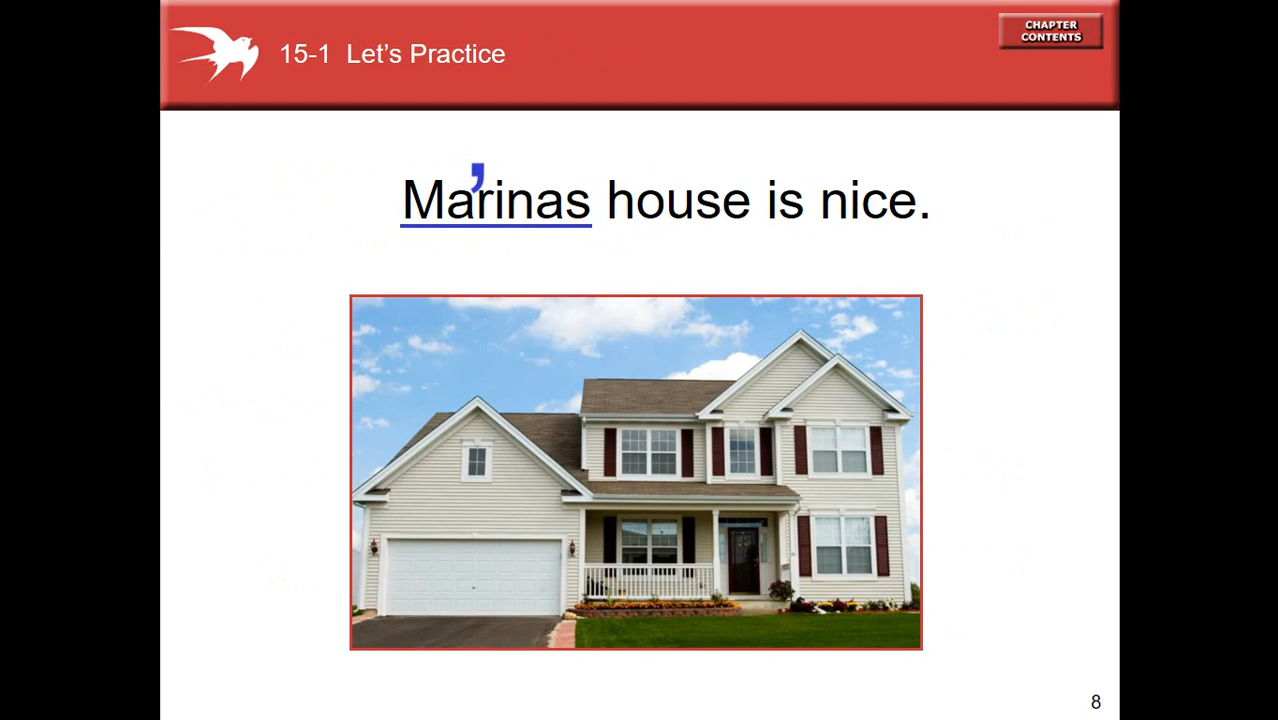 CHAPTER
CONTENTS
15-1 Let's Practice
,
Marinas house is nice.
8